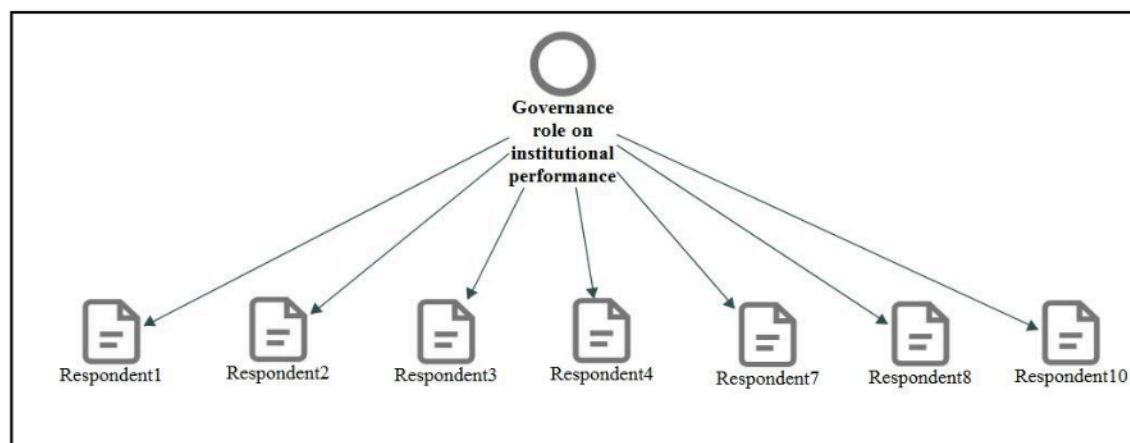 Governance
role on
institutional
performance
Respondent1
Respondent2
Respondent3
Respondent4
Respondent7
Respondent8
Respondent10